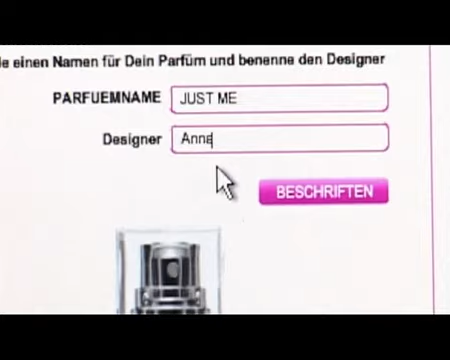 einen Namen für Dein Parfüm und benenne den Designer
PARFUEMNAME JUST ME
Designer Anna
BESCHRIFTEN